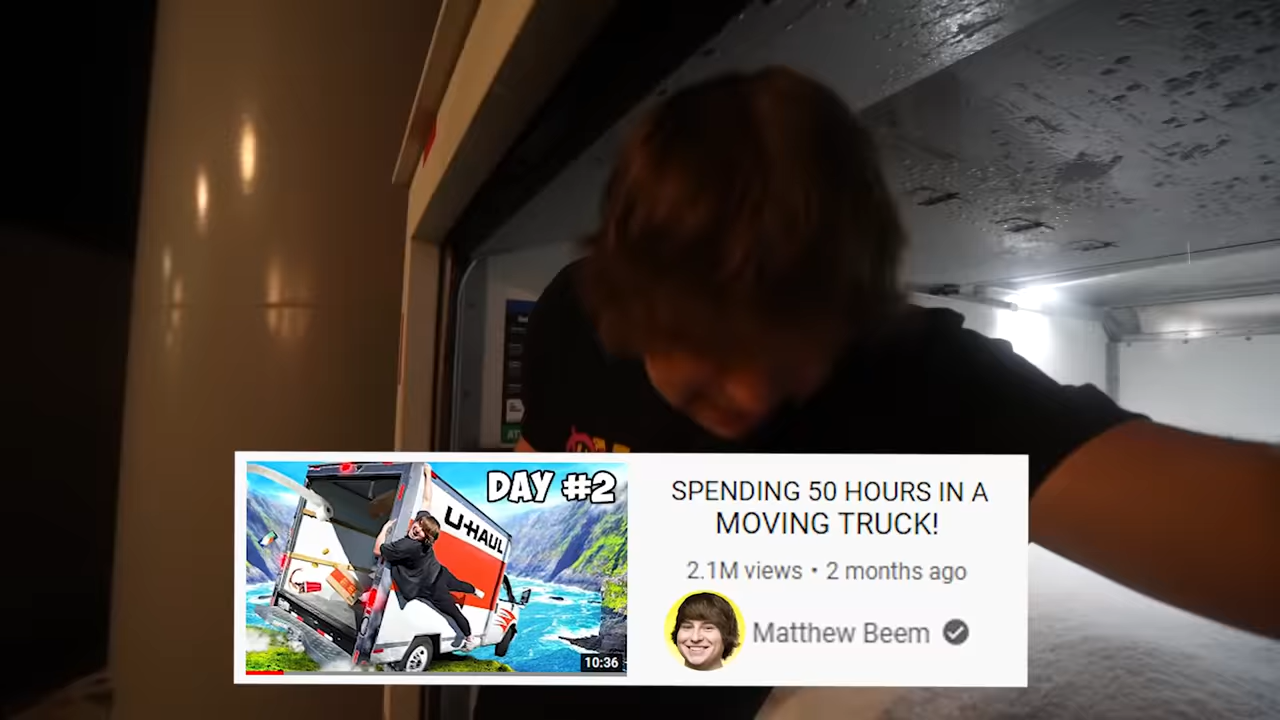 DAY #2
U-HAUL
10:36
SPENDING 50 HOURS IN A
MOVING TRUCK!
2.1M views • 2 months ago
Matthew Beem